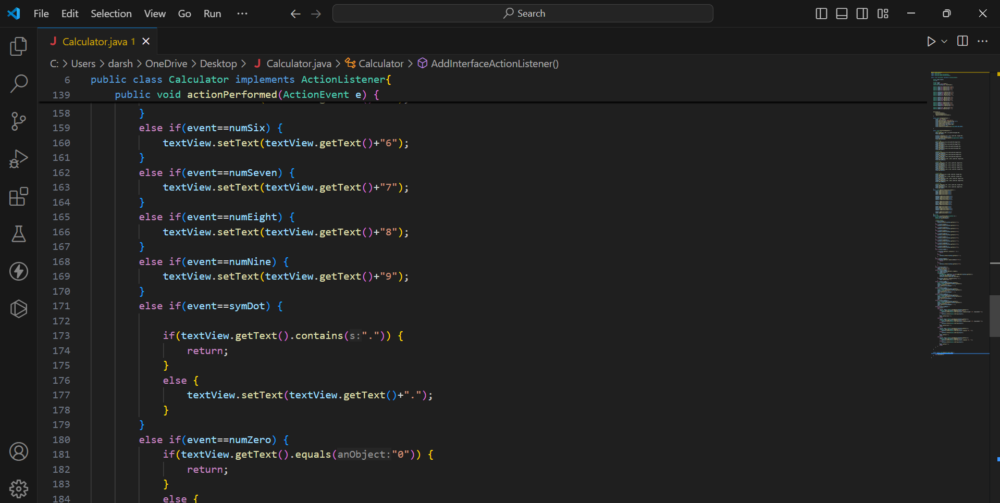 File Edit Selection View Go Run ··· Search
Calculator.java 1
C: > Users > darsh > OneDrive > Desktop > J Calculator.java > Calculator > AddInterfaceActionListener()
6 public class Calculator implements ActionListener{
139 public void actionPerformed(ActionEvent e) {
158 }
159 else if(event==numSix) {
160 textView.setText(textView.getText()+"6");
161 }
162 else if(event==numSeven) {
163 textView.setText(textView.getText()+"7");
164 }
165 else if(event==numEight) {
166 textView.setText(textView.getText()+"8");
167 }
168 else if(event==numNine) {
169 textView.setText(textView.getText()+"9");
170 }
171 else if(event==symDot) {
172
173 if(textView.getText().contains(s:".")) {
174 return;
175 }
176 else {
177 textView.setText(textView.getText()+".");
178 }
179 }
180 else if(event==numZero) {
181 if(textView.getText().equals(anObject:"0")) {
182 return;
183 }
184 else {